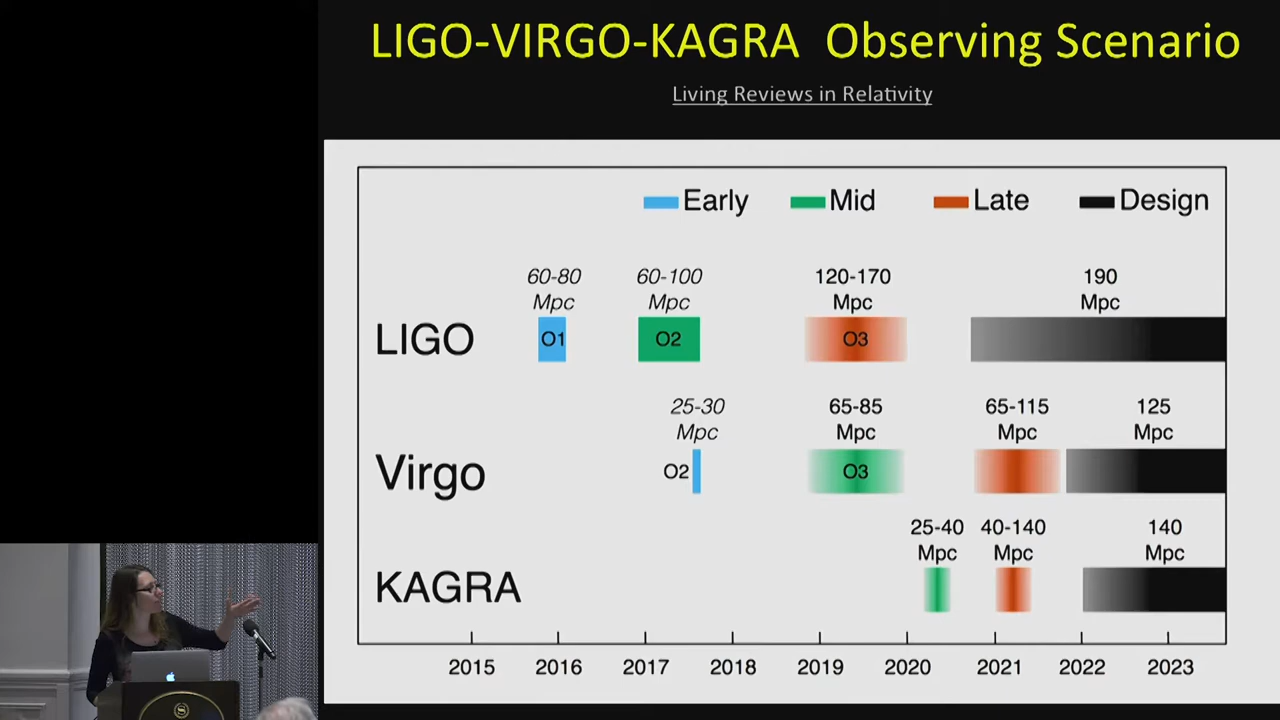 LIGO-VIRGO-KAGRA Observing Scenario
Living Reviews in Relativity
Early Mid Late Design
60-80 Mpc
60-100 Mpc
120-170 Mpc
190 Mpc
LIGO
O1
O2
O3
25-30 Mpc
65-85 Mpc
65-115 Mpc
125 Mpc
Virgo
O2
O3
25-40 Mpc
40-140 Mpc
140 Mpc
KAGRA
2015 2016 2017 2018 2019 2020 2021 2022 2023
S